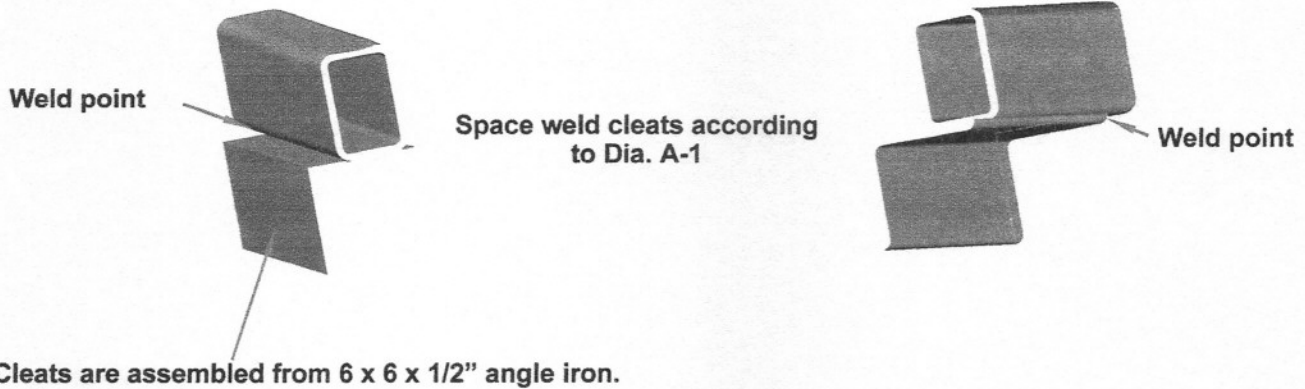 Weld point
Space weld cleats according
to Dia. A-1
Weld point
Cleats are assembled from 6 x 6 x 1/2” angle iron.